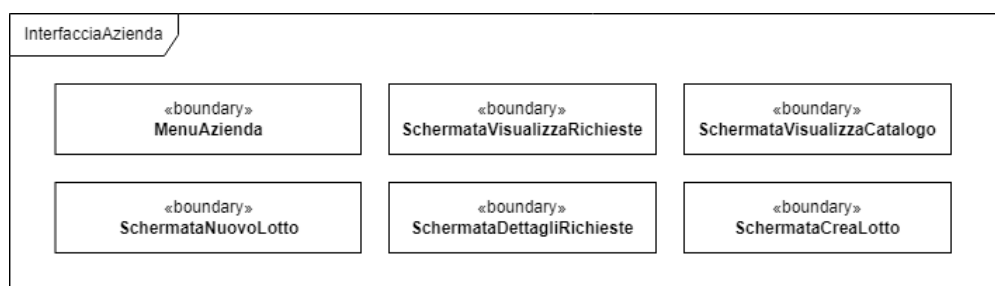 InterfacciaAzienda
«boundary»
MenuAzienda
«boundary»
SchermataVisualizzaRichieste
«boundary»
SchermataVisualizzaCatalogo
«boundary»
SchermataNuovoLotto
«boundary»
SchermataDettagliRichieste
«boundary»
SchermataCreaLotto